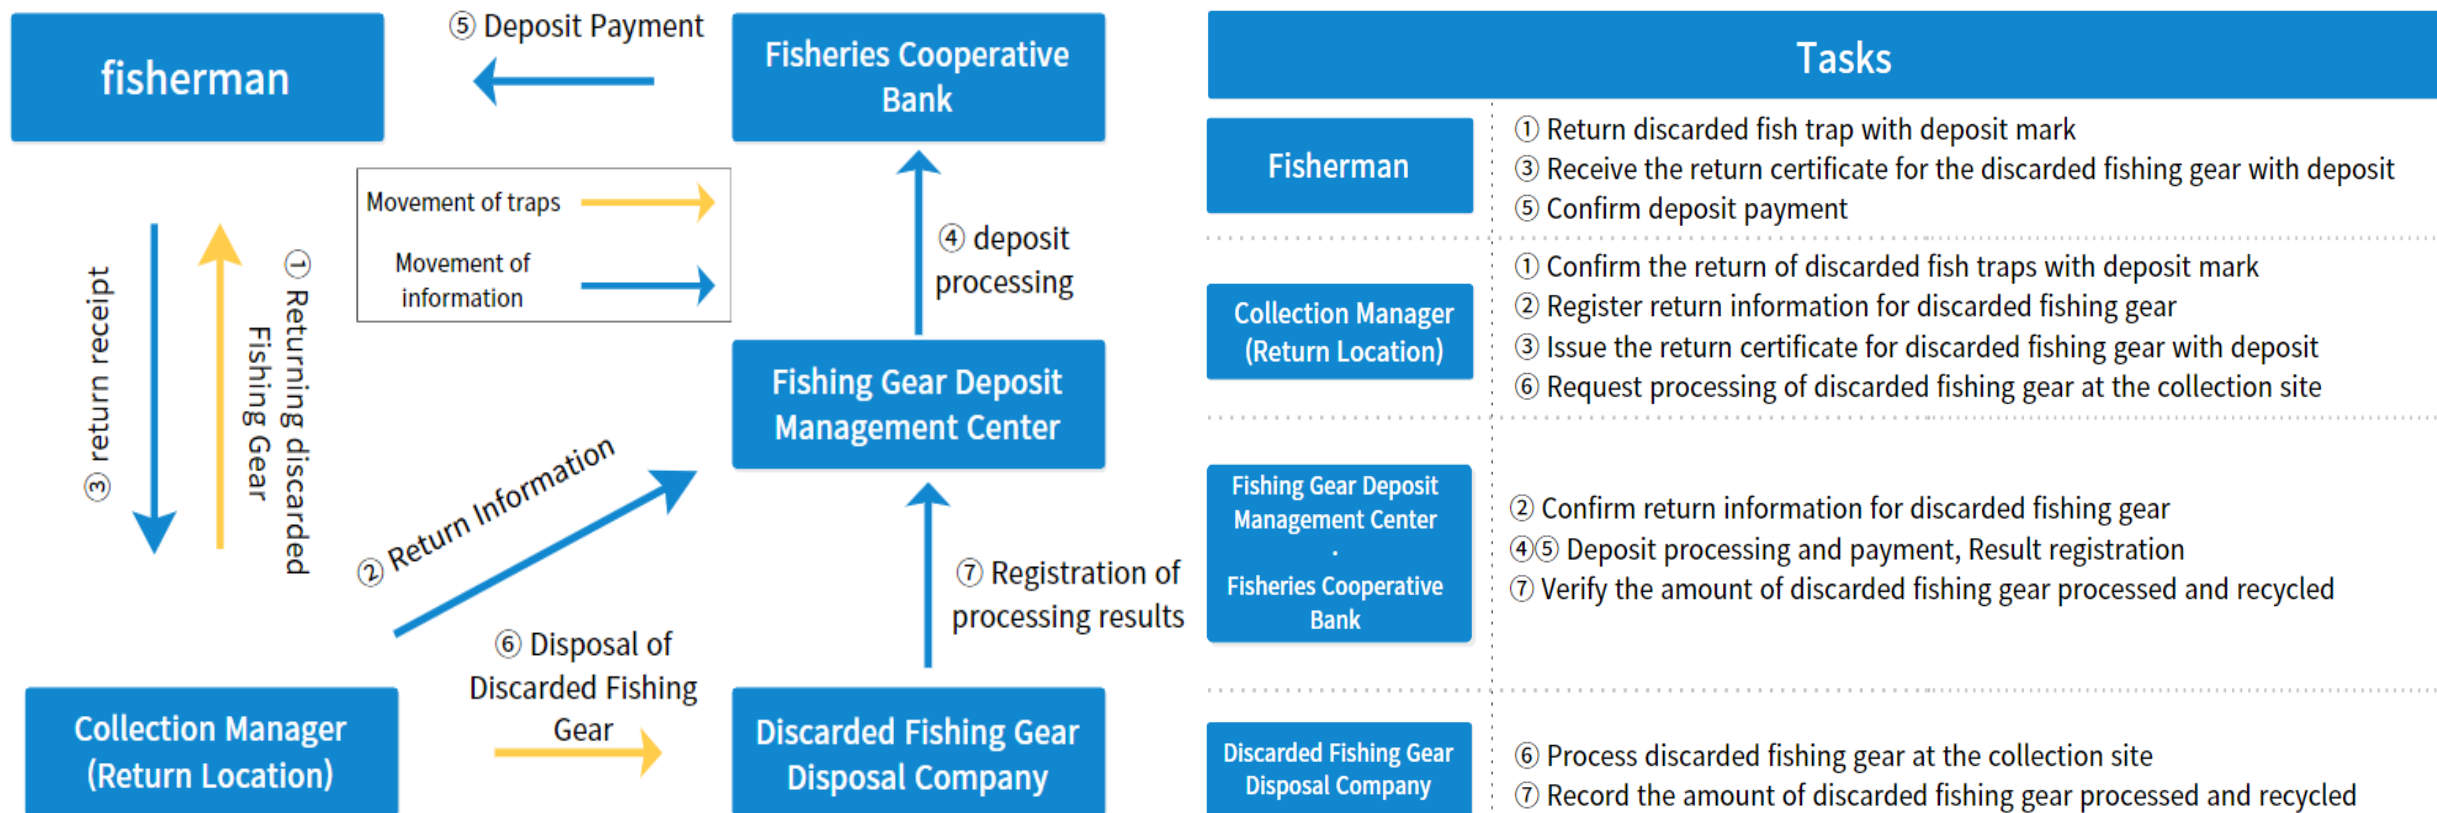 fisherman
⑤ Deposit Payment
Fisheries Cooperative
Bank
Movement of traps
Movement of
information
③ return receipt
① Returning discarded
Fishing Gear
④ deposit
processing
Fishing Gear Deposit
Management Center
② Return Information
⑦ Registration of
processing results
⑥ Disposal of
Discarded Fishing
Gear
Collection Manager
(Return Location)
Discarded Fishing Gear
Disposal Company
Tasks
Fisherman
① Return discarded fish trap with deposit mark
③ Receive the return certificate for the discarded fishing gear with deposit
⑤ Confirm deposit payment
Collection Manager
(Return Location)
① Confirm the return of discarded fish traps with deposit mark
② Register return information for discarded fishing gear
③ Issue the return certificate for discarded fishing gear with deposit
⑥ Request processing of discarded fishing gear at the collection site
Fishing Gear Deposit
Management Center
·
Fisheries Cooperative
Bank
② Confirm return information for discarded fishing gear
④⑤ Deposit processing and payment, Result registration
⑦ Verify the amount of discarded fishing gear processed and recycled
Discarded Fishing Gear
Disposal Company
⑥ Process discarded fishing gear at the collection site
⑦ Record the amount of discarded fishing gear processed and recycled